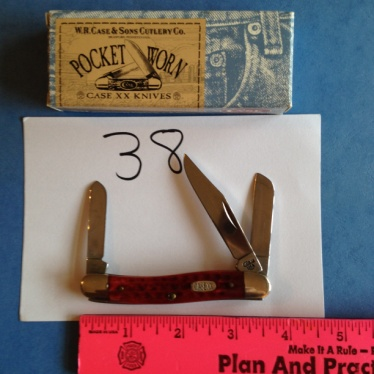 W.R. CASE & SONS CUTLERY CO.
POCKET WORN
CASE XX KNIVES
38
1 2 3 4 5
Make It A Rule –
Plan And Pract